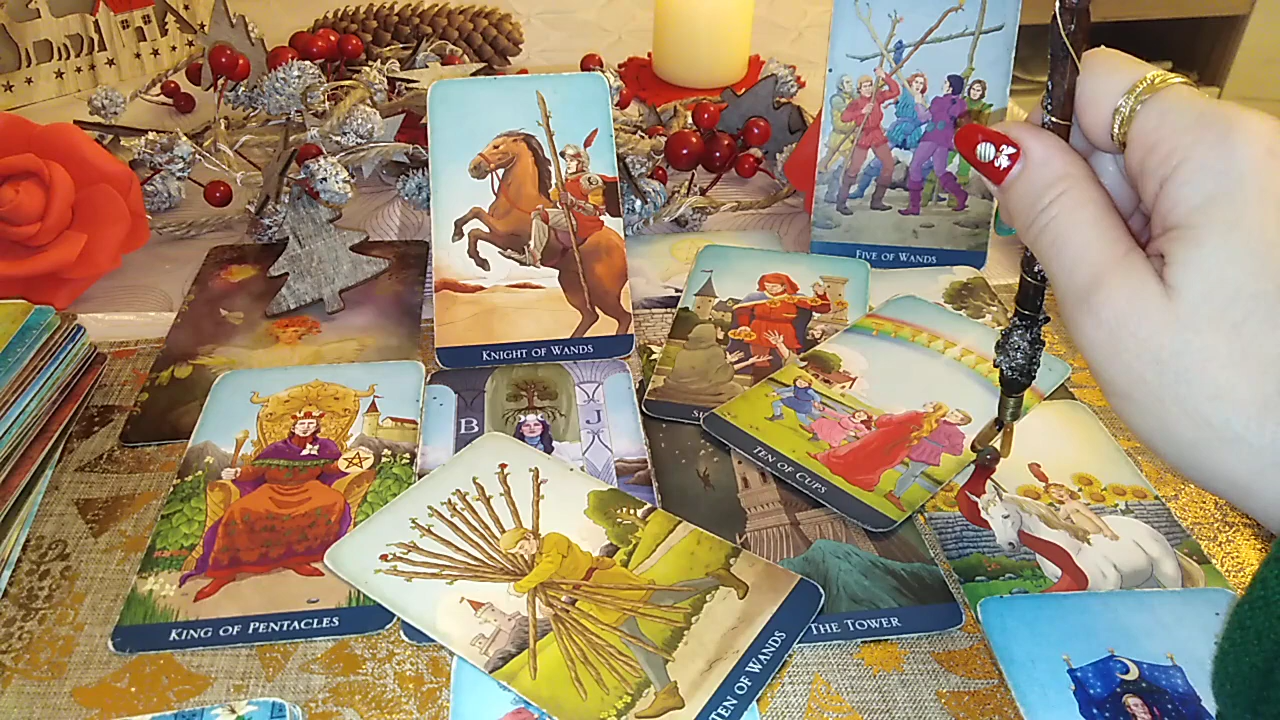 FIVE OF WANDS
KNIGHT OF WANDS
B J
TEN OF CUPS
KING OF PENTACLES
THE TOWER
TEN OF WANDS